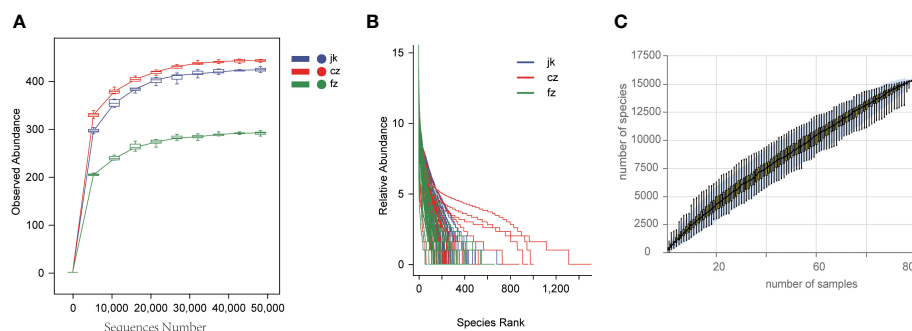 A
Observed Abundance
400
300
200
100
0
0 10,000 20,000 30,000 40,000 50,000
Sequences Number
jk
cz
fz
B
Relative Abundance
15
10
5
0
0 400 800 1,400
Species Rank
jk
cz
fz
C
number of species
17500
15000
12500
10000
7500
5000
2500
0
20 40 60 80
number of samples